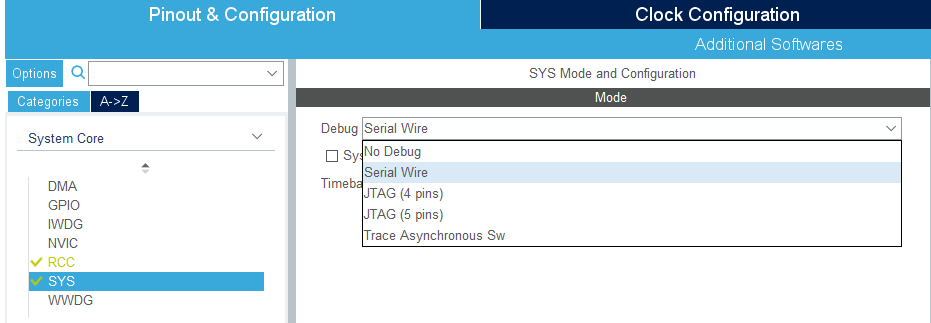 Pinout & Configuration
Clock Configuration
Additional Softwares
Options
Categories
A->Z
System Core
DMA
GPIO
IWDG
NVIC
RCC
SYS
WWDG
SYS Mode and Configuration
Mode
Debug Serial Wire
No Debug
Serial Wire
JTAG (4 pins)
JTAG (5 pins)
Trace Asynchronous Sw